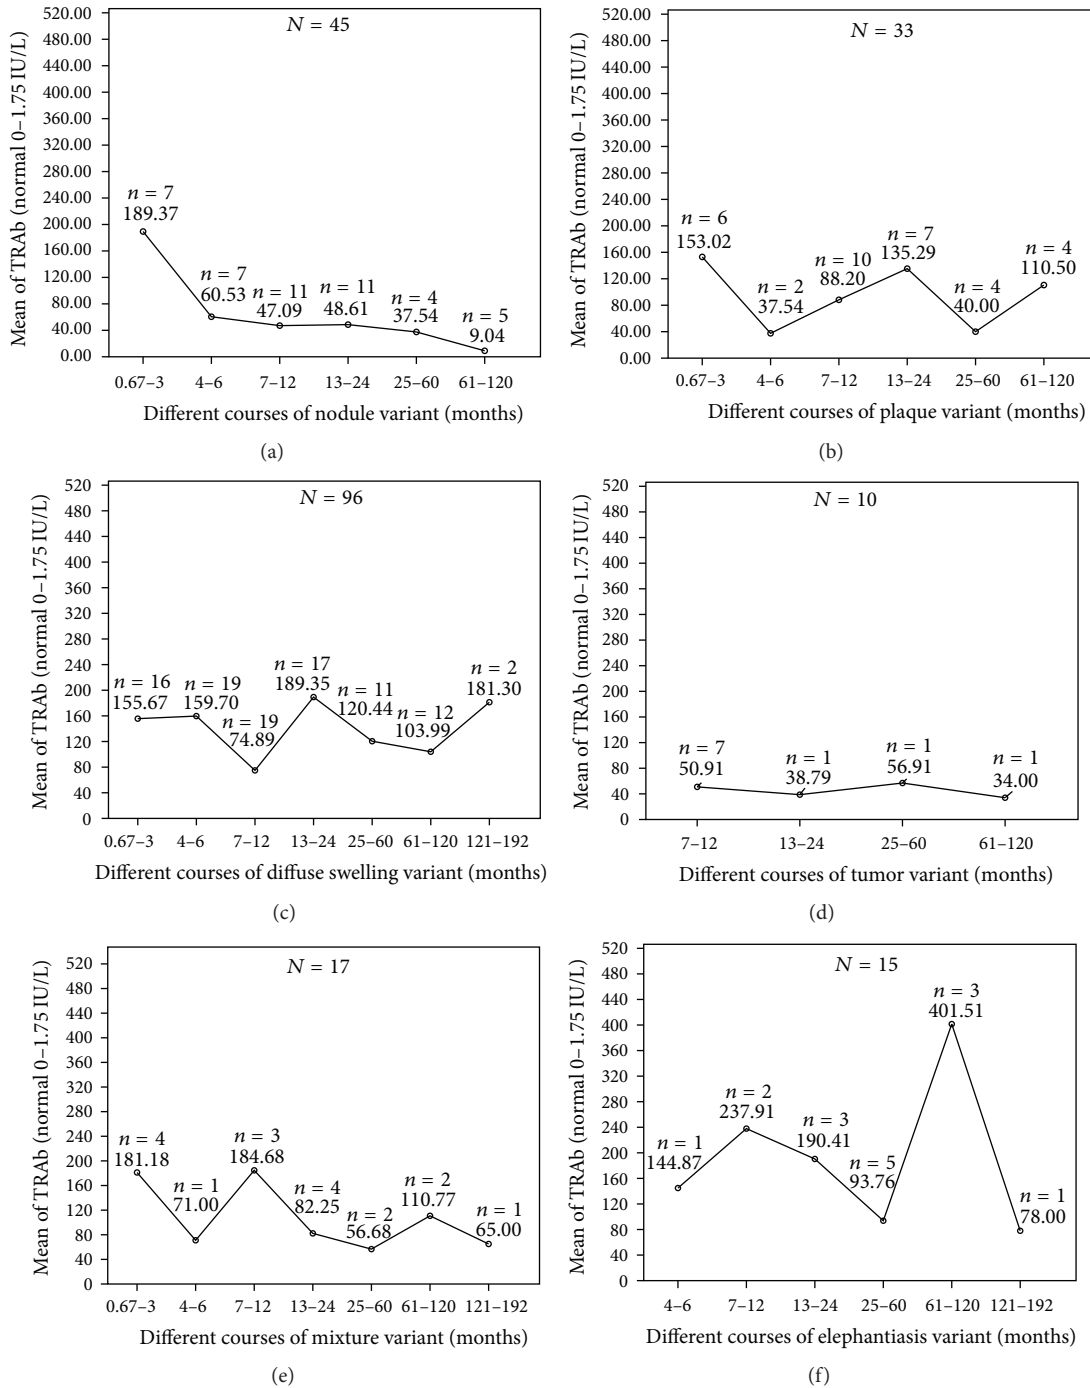 Mean of TRAb (normal 0–1.75 IU/L)
520.00
480.00
440.00
400.00
360.00
320.00
280.00
240.00
200.00
160.00
120.00
80.00
40.00
0.00
N = 45
n = 7
189.37
n = 7
60.53
n = 11
47.09
n = 11
48.61
n = 4
37.54
n = 5
9.04
0.67–3 4–6 7–12 13–24 25–60 61–120
Different courses of nodule variant (months)
(a)
Mean of TRAb (normal 0–1.75 IU/L)
520.00
480.00
440.00
400.00
360.00
320.00
280.00
240.00
200.00
160.00
120.00
80.00
40.00
0.00
N = 33
n = 6
153.02
n = 2
37.54
n = 10
88.20
n = 7
135.29
n = 4
40.00
n = 4
110.50
0.67–3 4–6 7–12 13–24 25–60 61–120
Different courses of plaque variant (months)
(b)
Mean of TRAb (normal 0–1.75 IU/L)
520
480
440
400
360
320
280
240
200
160
120
80
40
0
N = 96
n = 16
155.67
n = 19
159.70
n = 19
74.89
n = 17
189.35
n = 11
120.44
n = 12
103.99
n = 2
181.30
0.67–3 4–6 7–12 13–24 25–60 61–120 121–192
Different courses of diffuse swelling variant (months)
(c)
Mean of TRAb (normal 0–1.75 IU/L)
520
480
440
400
360
320
280
240
200
160
120
80
40
0
N = 10
n = 7
50.91
n = 1
38.79
n = 1
56.91
n = 1
34.00
7–12 13–24 25–60 61–120
Different courses of tumor variant (months)
(d)
Mean of TRAb (normal 0–1.75 IU/L)
520
480
440
400
360
320
280
240
200
160
120
80
40
0
N = 17
n = 4
181.18
n = 1
71.00
n = 3
184.68
n = 4
82.25
n = 2
56.68
n = 2
110.77
n = 1
65.00
0.67–3 4–6 7–12 13–24 25–60 61–120 121–192
Different courses of mixture variant (months)
(e)
Mean of TRAb (normal 0–1.75 IU/L)
520
480
440
400
360
320
280
240
200
160
120
80
40
0
N = 15
n = 1
144.87
n = 2
237.91
n = 3
190.41
n = 5
93.76
n = 3
401.51
n = 1
78.00
4–6 7–12 13–24 25–60 61–120 121–192
Different courses of elephantiasis variant (months)
(f)